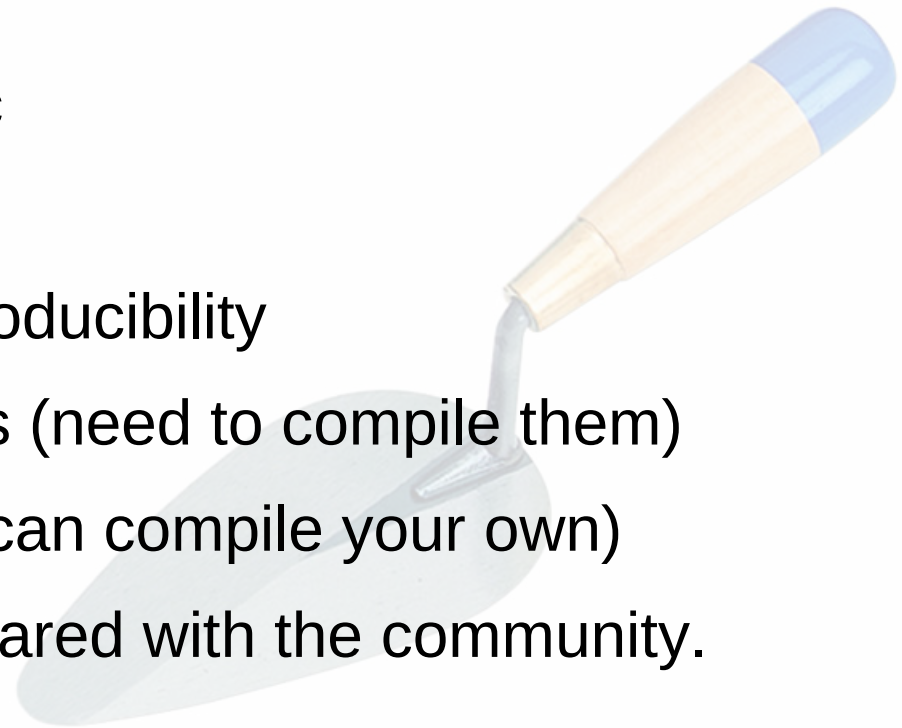 oducibility
s (need to compile them)
can compile your own)
ared with the community.